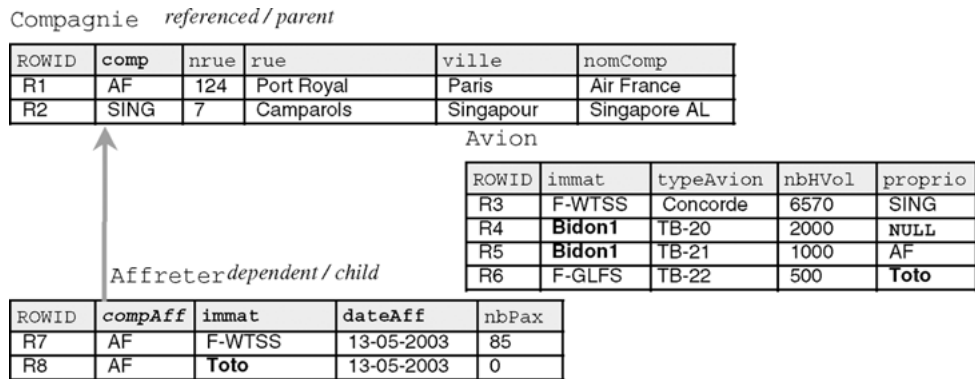 Compagnie referenced / parent
ROWID comp nrue rue ville nomComp
R1 AF 124 Port Royal Paris Air France
R2 SING 7 Camparols Singapour Singapore AL
Avion
ROWID immat typeAvion nbHVol proprio
R3 F-WTSS Concorde 6570 SING
R4 Bidon1 TB-20 2000 NULL
R5 Bidon1 TB-21 1000 AF
R6 F-GLFS TB-22 500 Toto
Affreter dependent / child
ROWID compAff immat dateAff nbPax
R7 AF F-WTSS 13-05-2003 85
R8 AF Toto 13-05-2003 0